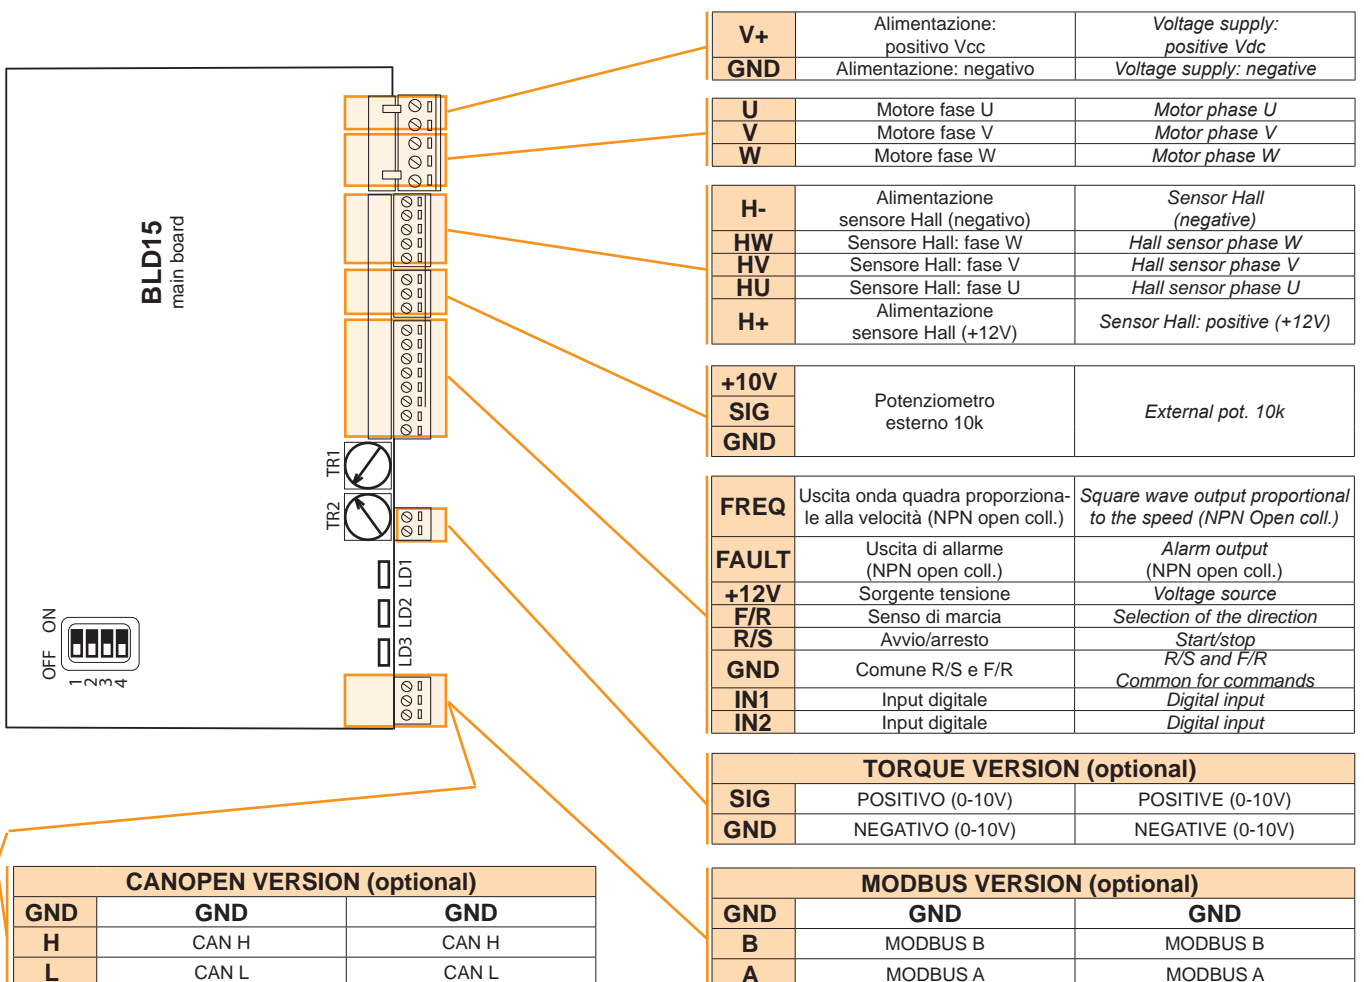 V+ Alimentazione: positivo Vcc Voltage supply: positive Vdc
GND Alimentazione: negativo Voltage supply: negative
U Motore fase U Motor phase U
V Motore fase V Motor phase V
W Motore fase W Motor phase W
H- Alimentazione sensore Hall (negativo) Sensor Hall (negative)
HW Sensore Hall: fase W Hall sensor phase W
HV Sensore Hall: fase V Hall sensor phase V
HU Sensore Hall: fase U Hall sensor phase U
H+ Alimentazione sensore Hall (+12V) Sensor Hall: positive (+12V)
+10V
SIG Potenziometro esterno 10k External pot. 10k
GND
FREQ Uscita onda quadra proporziona-le alla velocità (NPN open coll.) Square wave output proportional to the speed (NPN Open coll.)
FAULT Uscita di allarme (NPN open coll.) Alarm output (NPN open coll.)
+12V Sorgente tensione Voltage source
F/R Senso di marcia Selection of the direction
R/S Avvio/arresto Start/stop
GND Comune R/S e F/R R/S and F/R Common for commands
IN1 Input digitale Digital input
IN2 Input digitale Digital input
TORQUE VERSION (optional)
SIG POSITIVO (0-10V) POSITIVE (0-10V)
GND NEGATIVO (0-10V) NEGATIVE (0-10V)
MODBUS VERSION (optional)
GND GND GND
B MODBUS B MODBUS B
A MODBUS A MODBUS A
CANOPEN VERSION (optional)
GND GND GND
H CAN H CAN H
L CAN L CAN L
BLD15
main board
TR1
TR2
LD1
LD2
LD3
OFF ON
1
2
3
4